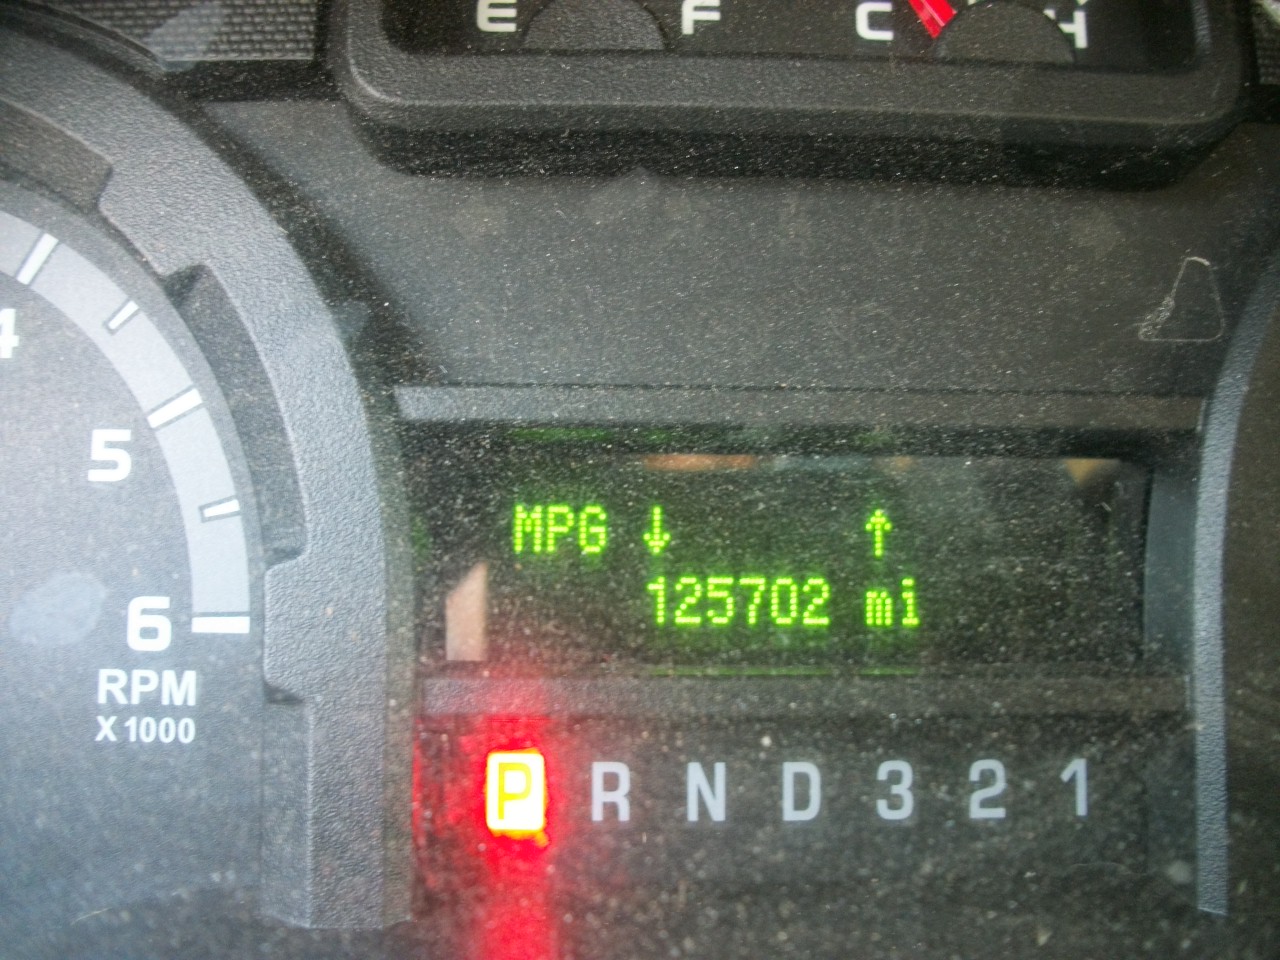 E F C H
4
5
6
RPM
X 1000
MPG ↓ ↑
125702 mi
P R N D 3 2 1